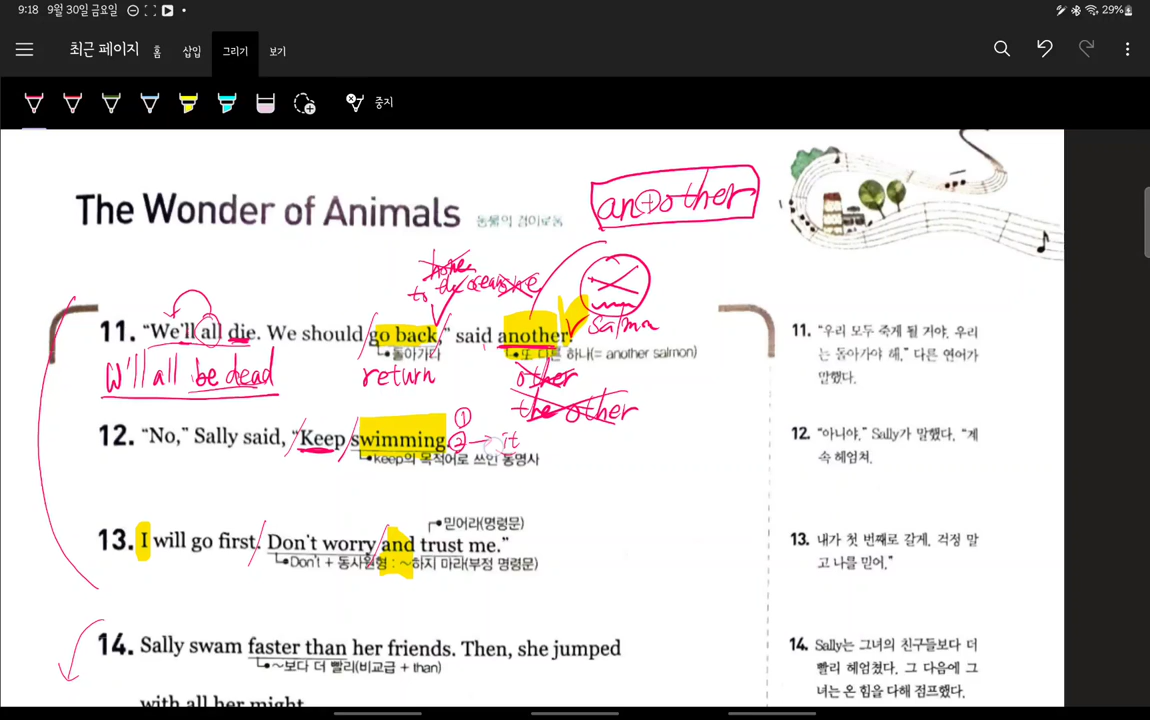 9:18 9월 30일 금요일
29%
최근 페이지 홈 삽입 그리기 보기
중지
an⊕other
The Wonder of Animals 동물의 경이로움
home
to the ocean
salmon
11. “We’ll all die. We should go back,” said another.
돌아가다
또 다른 하나(= another salmon)
W'll all be dead
return
other
the other
①
12. “No,” Sally said, “Keep swimming.
② → it
keep의 목적어로 쓰인 동명사
믿어라(명령문)
13. I will go first. Don’t worry and trust me.”
Don’t + 동사원형 : ~하지 마라(부정 명령문)
14. Sally swam faster than her friends. Then, she jumped
~보다 더 빨리(비교급 + than)
with all her might.
11. “우리 모두 죽게 될 거야. 우리
는 돌아가야 해,” 다른 연어가
말했다.
12. “아니야,” Sally가 말했다. “계
속 헤엄쳐.
13. 내가 첫 번째로 갈게. 걱정 말
고 나를 믿어.”
14. Sally는 그녀의 친구들보다 더
빨리 헤엄쳤다. 그 다음에 그
녀는 온 힘을 다해 점프했다.